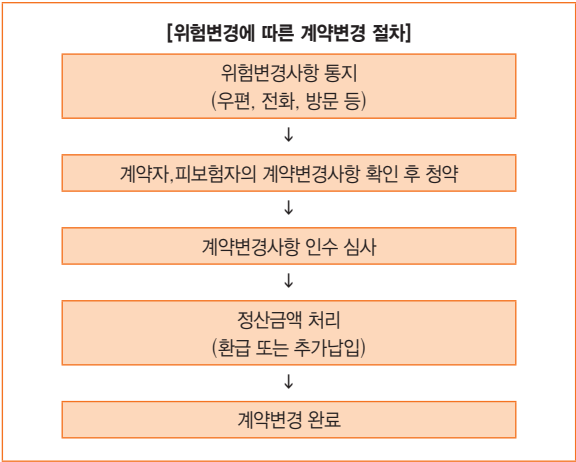 [위험변경에 따른 계약변경 절차]
위험변경사항 통지
(우편, 전화, 방문 등)
↓
계약자,피보험자의 계약변경사항 확인 후 청약
↓
계약변경사항 인수 심사
↓
정산금액 처리
(환급 또는 추가납입)
↓
계약변경 완료